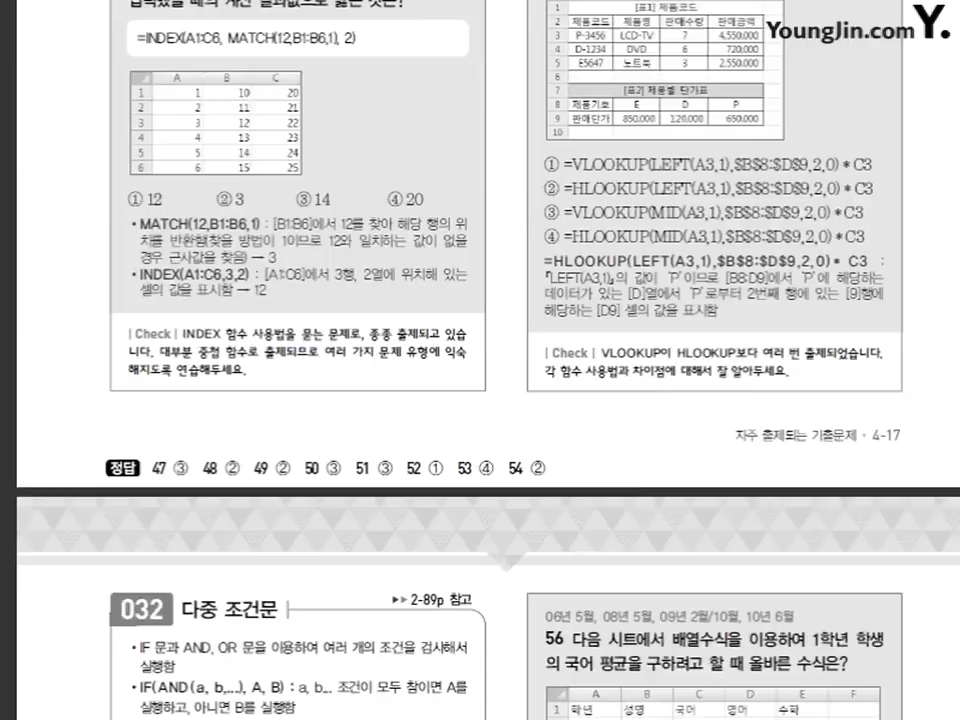 =INDEX(A1:C6, MATCH(12,B1:B6,1), 2)
A B C
1 1 10 20
2 2 11 21
3 3 12 22
4 4 13 23
5 5 14 24
6 6 15 25
① 12 ② 3 ③ 14 ④ 20
• MATCH(12,B1:B6,1) : [B1:B6]에서 12를 찾아 해당 행의 위
치를 반환함(찾을 방법이 1이므로 12와 일치하는 값이 없을
경우 근사값을 찾음) → 3
• INDEX(A1:C6,3,2) : [A1:C6]에서 3행, 2열에 위치해 있는
셀의 값을 표시함 → 12
| Check | INDEX 함수 사용법을 묻는 문제로, 종종 출제되고 있습
니다. 대부분 중첩 함수로 출제되므로 여러 가지 문제 유형에 익숙
해지도록 연습해두세요.
YoungJin.com Y.
1 [표1] 제품코드
2 제품코드 제품명 판매수량 판매금액
3 P-3456 LCD-TV 7 4,550,000
4 D-1234 DVD 6 720,000
5 E5647 노트북 3 2,550,000
6
7 [표2] 제품별 단가표
8 제품기호 E D P
9 판매단가 850,000 120,000 650,000
10
① =VLOOKUP(LEFT(A3,1),$B$8:$D$9,2,0) * C3
② =HLOOKUP(LEFT(A3,1),$B$8:$D$9,2,0) * C3
③ =VLOOKUP(MID(A3,1),$B$8:$D$9,2,0) * C3
④ =HLOOKUP(MID(A3,1),$B$8:$D$9,2,0) * C3
=HLOOKUP(LEFT(A3,1),$B$8:$D$9,2,0) * C3 :
『LEFT(A3,1)』의 값이 'P'이므로 [B8:D9]에서 'P'에 해당하는
데이터가 있는 [D]열에서 'P'로부터 2번째 행에 있는 [9]행에
해당하는 [D9] 셀의 값을 표시함
| Check | VLOOKUP이 HLOOKUP보다 여러 번 출제되었습니다.
각 함수 사용법과 차이점에 대해서 잘 알아두세요.
자주 출제되는 기출문제 · 4-17
정답 47 ③ 48 ② 49 ② 50 ③ 51 ③ 52 ① 53 ④ 54 ②
032 다중 조건문 ▶▶ 2-89p 참고
• IF 문과 AND, OR 문을 이용하여 여러 개의 조건을 검사해서
실행함
• IF(AND(a, b,...), A, B) : a, b... 조건이 모두 참이면 A를
실행하고, 아니면 B를 실행함
06년 5월, 08년 5월, 09년 2월/10월, 10년 6월
56 다음 시트에서 배열수식을 이용하여 1학년 학생
의 국어 평균을 구하려고 할 때 올바른 수식은?
A B C D E F
1 학년 성명 국어 영어 수학